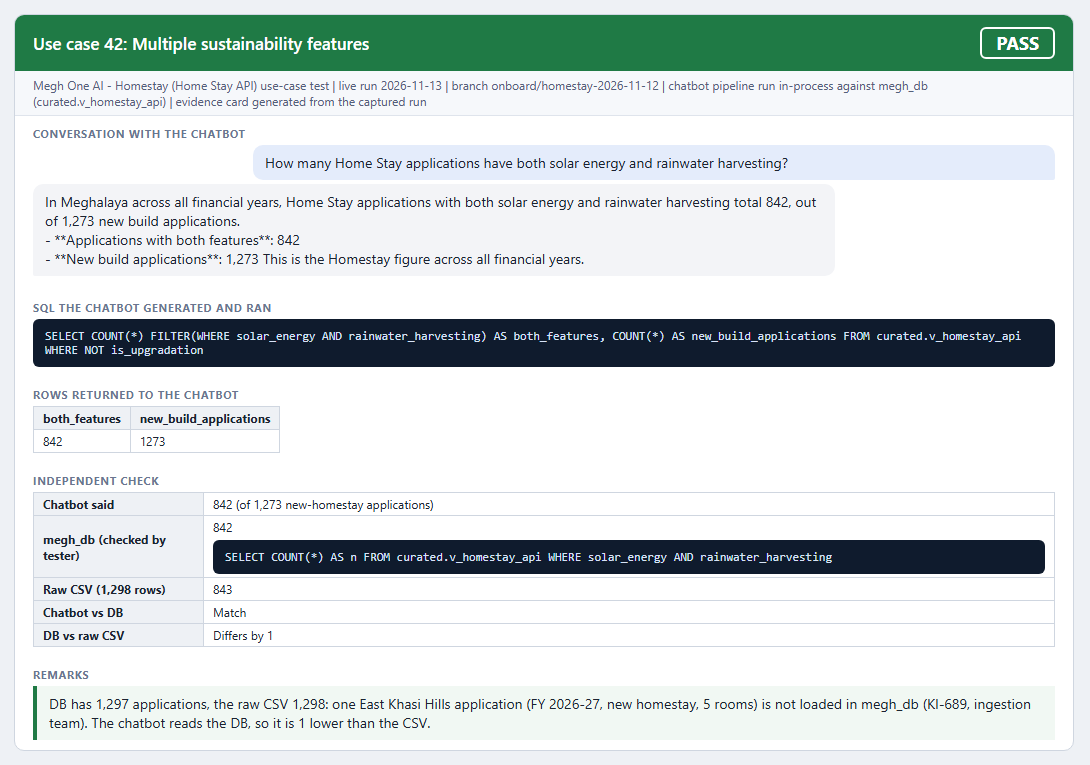 Use case 42: Multiple sustainability features
PASS
Megh One AI - Homestay (Home Stay API) use-case test | live run 2026-11-13 | branch onboard/homestay-2026-11-12 | chatbot pipeline run in-process against megh_db
(curated.v_homestay_api) | evidence card generated from the captured run
CONVERSATION WITH THE CHATBOT
How many Home Stay applications have both solar energy and rainwater harvesting?
In Meghalaya across all financial years, Home Stay applications with both solar energy and rainwater harvesting total 842, out
of 1,273 new build applications.
- **Applications with both features**: 842
- **New build applications**: 1,273 This is the Homestay figure across all financial years.
SQL THE CHATBOT GENERATED AND RAN
SELECT COUNT(*) FILTER(WHERE solar_energy AND rainwater_harvesting) AS both_features, COUNT(*) AS new_build_applications FROM curated.v_homestay_api
WHERE NOT is_upgradation
ROWS RETURNED TO THE CHATBOT
both_features new_build_applications
842 1273
INDEPENDENT CHECK
Chatbot said 842 (of 1,273 new-homestay applications)
megh_db (checked by
tester)
842
SELECT COUNT(*) AS n FROM curated.v_homestay_api WHERE solar_energy AND rainwater_harvesting
Raw CSV (1,298 rows) 843
Chatbot vs DB Match
DB vs raw CSV Differs by 1
REMARKS
DB has 1,297 applications, the raw CSV 1,298: one East Khasi Hills application (FY 2026-27, new homestay, 5 rooms) is not loaded in megh_db (KI-689, ingestion
team). The chatbot reads the DB, so it is 1 lower than the CSV.